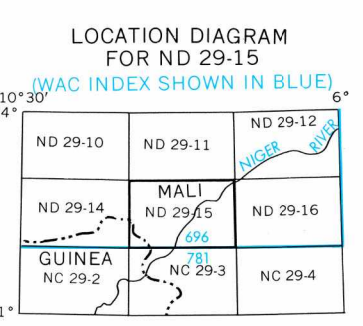 LOCATION DIAGRAM
FOR ND 29-15
(WAC INDEX SHOWN IN BLUE)
10°30' 6°
4°
ND 29-10 ND 29-11 ND 29-12
NIGER RIVER
MALI
ND 29-14 ND 29-15 ND 29-16
696
GUINEA 781
NC 29-2 NC 29-3 NC 29-4
1°